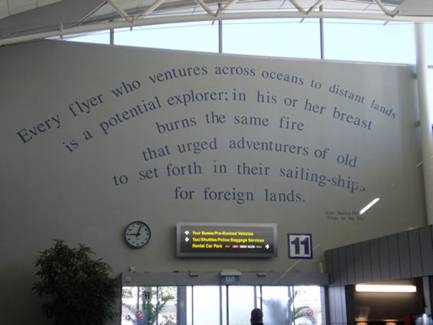 Every flyer who ventures across oceans to distant lands
is a potential explorer; in his or her breast
burns the same fire
that urged adventurers of old
to set forth in their sailing-ships
for foreign lands.
Tour Buses/Pre-Booked Vehicles
Taxi/Shuttles/Police/Baggage Services
Rental Car Park
11